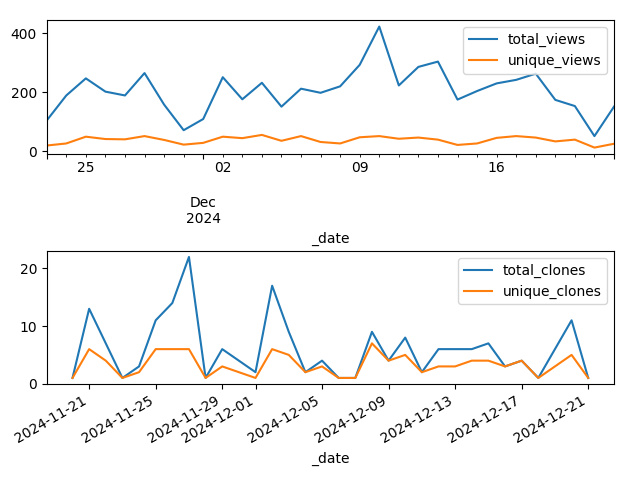 400
200
0
total_views
unique_views
25
02
09
16
Dec
2024
_date
20
10
0
total_clones
unique_clones
2024-11-21
2024-11-25
2024-11-29
2024-12-01
2024-12-05
2024-12-09
2024-12-13
2024-12-17
2024-12-21
_date